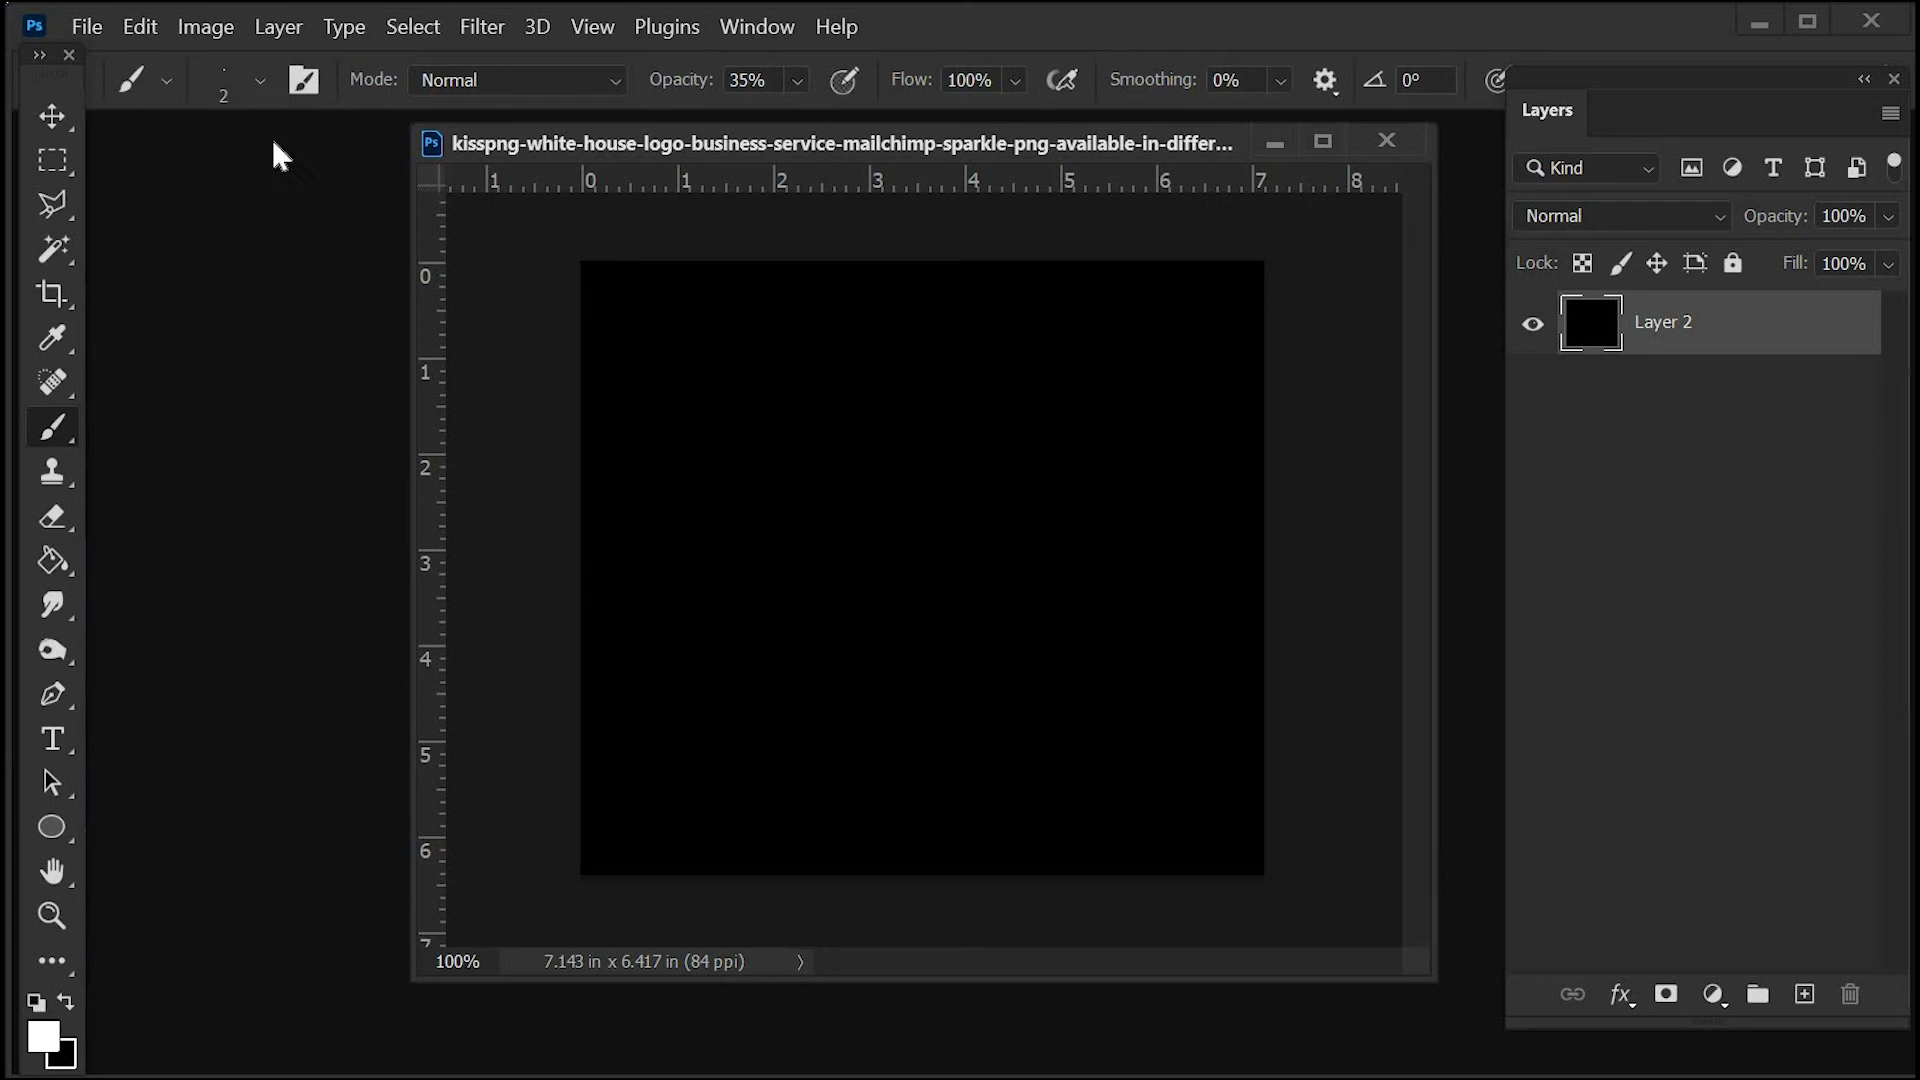 Ps File Edit Image Layer Type Select Filter 3D View Plugins Window Help
2 Mode: Normal Opacity: 35% Flow: 100% Smoothing: 0% 0°
Layers
Ps kisspng-white-house-logo-business-service-mailchimp-sparkle-png-available-in-differ...
Kind
1 0 1 2 3 4 5 6 7 8
Normal Opacity: 100%
Lock: Fill: 100%
0
Layer 2
1
2
3
4
5
6
7
100% 7.143 in x 6.417 in (84 ppi)
fx